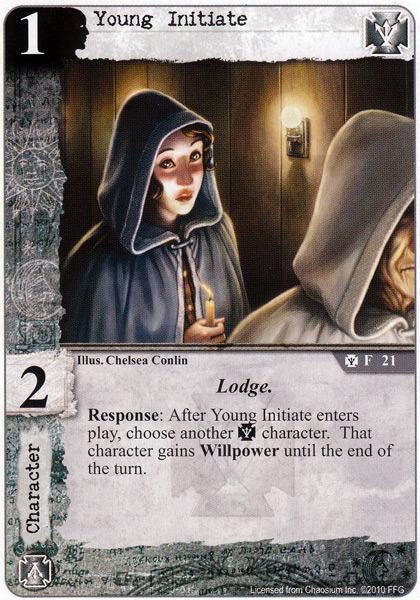 1 Young Initiate
Illus. Chelsea Conlin
F 21
2
Lodge.
Response: After Young Initiate enters
play, choose another character. That
character gains Willpower until the end of
the turn.
Character
Licensed from Chaosium Inc. ©2010 FFG